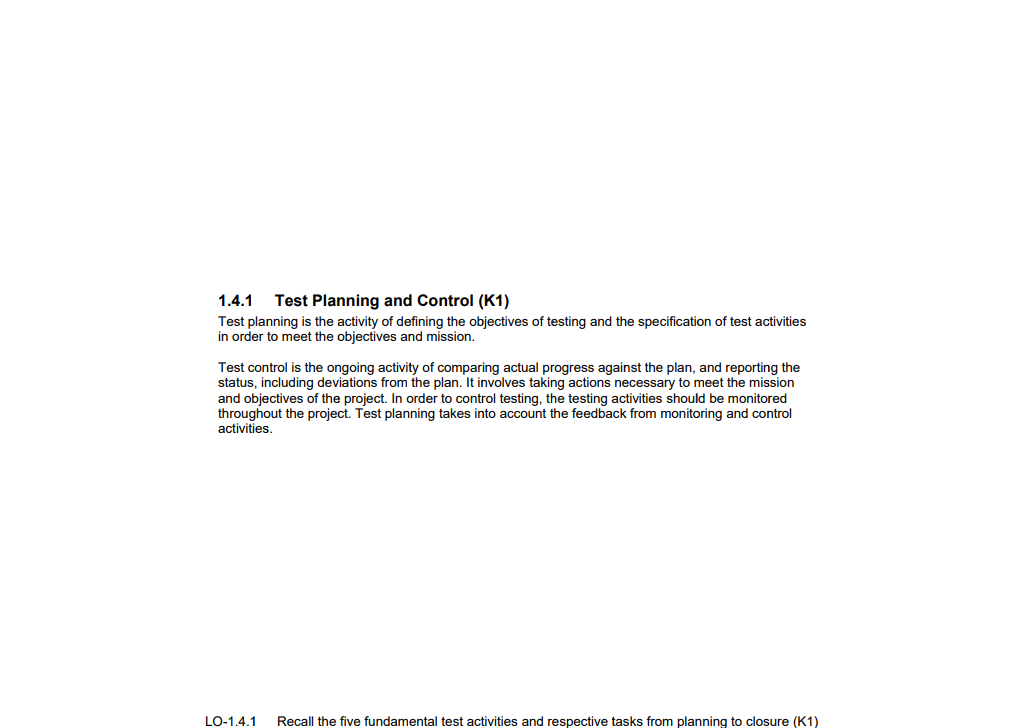 1.4.1 Test Planning and Control (K1)
Test planning is the activity of defining the objectives of testing and the specification of test activities
in order to meet the objectives and mission.
Test control is the ongoing activity of comparing actual progress against the plan, and reporting the
status, including deviations from the plan. It involves taking actions necessary to meet the mission
and objectives of the project. In order to control testing, the testing activities should be monitored
throughout the project. Test planning takes into account the feedback from monitoring and control
activities.
LO-1.4.1 Recall the five fundamental test activities and respective tasks from planning to closure (K1)